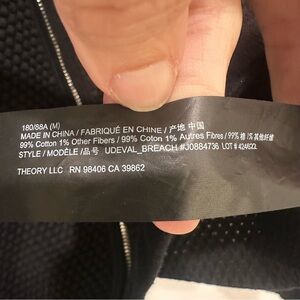 180/88A (M)
MADE IN CHINA / FABRIQUÉ EN CHINE / 产地 中国
99% Cotton 1% Other Fibers / 99% Cotton 1% Autres Fibres / 99% 棉 1% 其他纤维
STYLE / MODÈLE /品号 UDEVAL_BREACH #J0884736 LOT #
THEORY LLC RN 98406 CA 39862